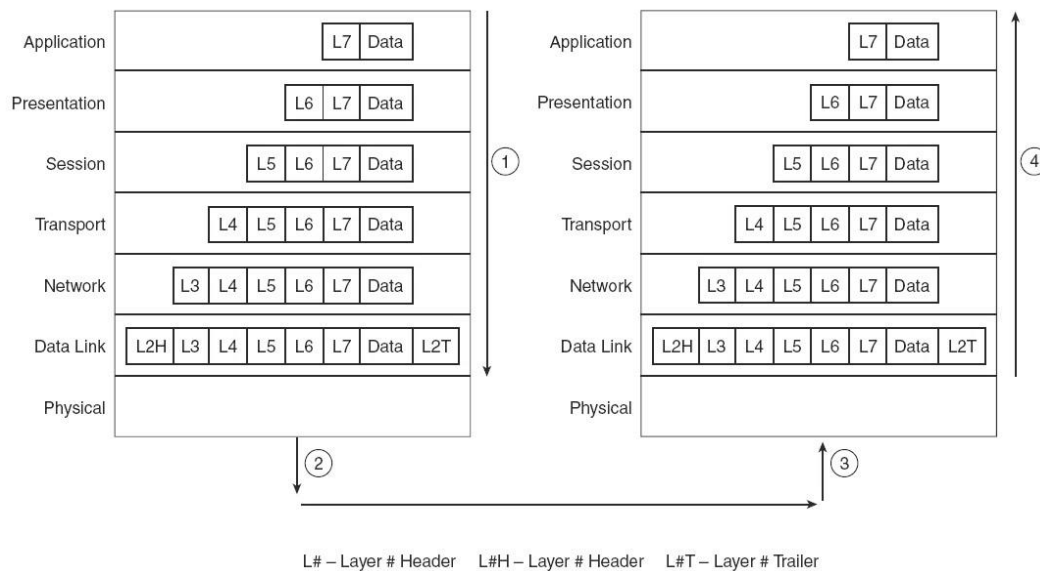 Application L7 Data
Presentation L6 L7 Data
Session L5 L6 L7 Data
Transport L4 L5 L6 L7 Data
Network L3 L4 L5 L6 L7 Data
Data Link L2H L3 L4 L5 L6 L7 Data L2T
Physical
1
2
Application L7 Data
Presentation L6 L7 Data
Session L5 L6 L7 Data
Transport L4 L5 L6 L7 Data
Network L3 L4 L5 L6 L7 Data
Data Link L2H L3 L4 L5 L6 L7 Data L2T
Physical
4
3
L# – Layer # Header L#H – Layer # Header L#T – Layer # Trailer